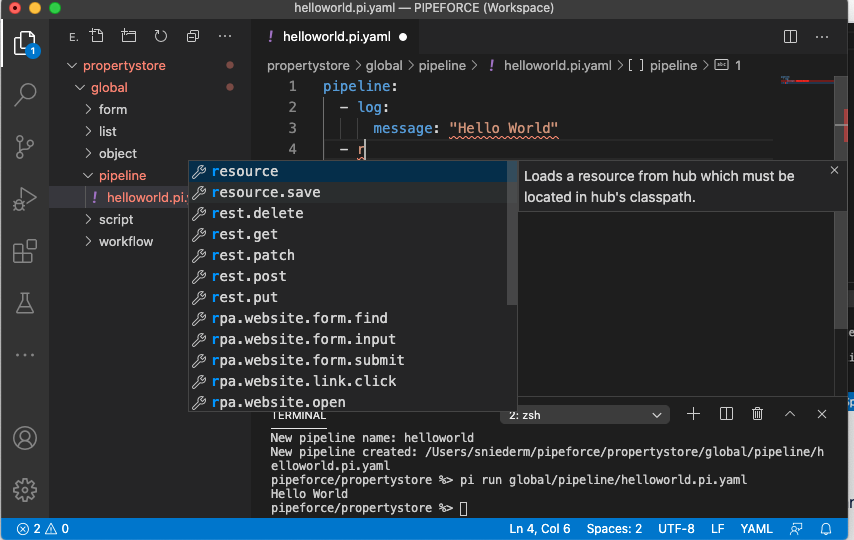 helloworld.pi.yaml — PIPEFORCE (Workspace)
E.
1
propertystore
global
form
list
object
pipeline
! helloworld.pi.
script
workflow
! helloworld.pi.yaml
propertystore > global > pipeline > ! helloworld.pi.yaml > [ ] pipeline > abc 1
1 pipeline:
2 - log:
3 message: "Hello World"
4 - r
resource
resource.save
rest.delete
rest.get
rest.patch
rest.post
rest.put
rpa.website.form.find
rpa.website.form.input
rpa.website.form.submit
rpa.website.link.click
rpa.website.open
Loads a resource from hub which must be
located in hub's classpath.
TERMINAL
2: zsh
New pipeline name: helloworld
New pipeline created: /Users/sniederm/pipeforce/propertystore/global/pipeline/h
elloworld.pi.yaml
pipeforce/propertystore %> pi run global/pipeline/helloworld.pi.yaml
Hello World
pipeforce/propertystore %>
2 0
Ln 4, Col 6 Spaces: 2 UTF-8 LF YAML